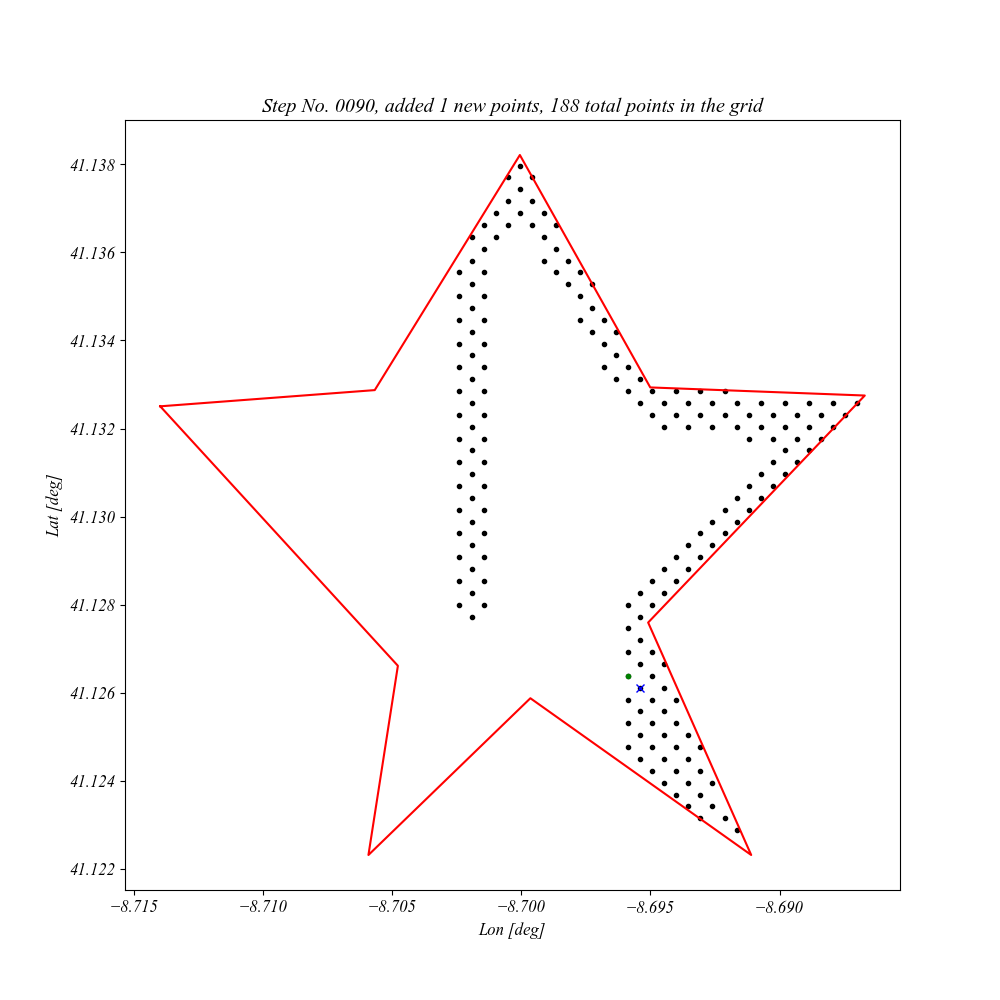 Step No. 0090, added 1 new points, 188 total points in the grid
41.138
41.136
41.134
41.132
41.130
41.128
41.126
41.124
41.122
Lat [deg]
−8.715 −8.710 −8.705 −8.700 −8.695 −8.690
Lon [deg]